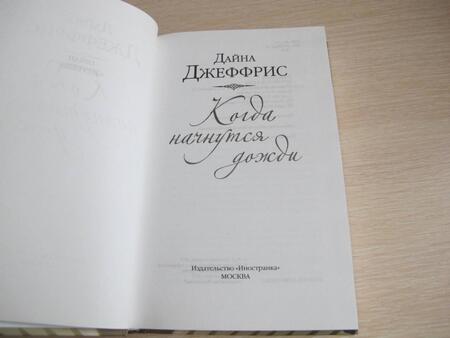 ДАЙНА
ДЖЕФФРИС
Когда
начнутся
дожди
Издательство «Иностранка»
МОСКВА